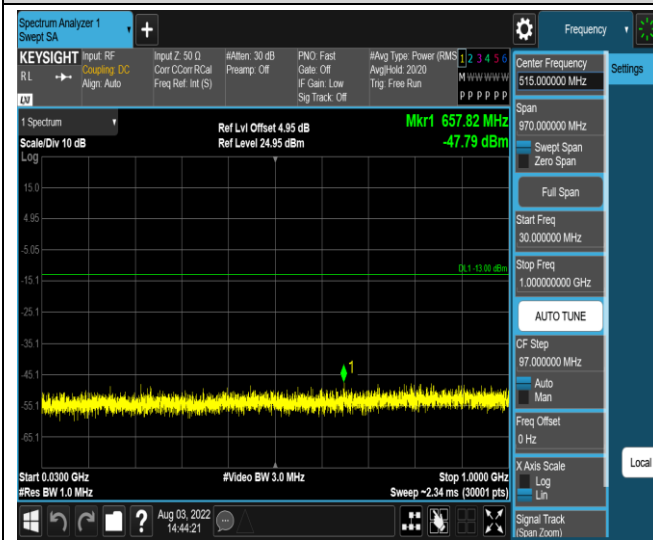 Spectrum Analyzer 1
Swept SA
Frequency
KEYSIGHT
RL
LXI
Input: RF
Coupling: DC
Align: Auto
Input Z: 50 Ω
Corr CCorr RCal
Freq Ref: Int (S)
#Atten: 30 dB
Preamp: Off
PNO: Fast
Gate: Off
IF Gain: Low
Sig Track: Off
#Avg Type: Power (RMS
Avg|Hold: 20/20
Trig: Free Run
1 2 3 4 5 6
M W W W W W
P P P P P P
1 Spectrum
Scale/Div 10 dB
Log
Ref Lvl Offset 4.95 dB
Ref Level 24.95 dBm
Mkr1 657.82 MHz
-47.79 dBm
15.0
4.95
-5.05
-15.1
-25.1
-35.1
-45.1
-55.1
-65.1
DL1 -13.00 dBm
1
Start 0.0300 GHz
#Res BW 1.0 MHz
#Video BW 3.0 MHz
Stop 1.0000 GHz
Sweep ~2.34 ms (30001 pts)
?
Aug 03, 2022
14:44:21
Center Frequency
515.000000 MHz
Span
970.000000 MHz
Swept Span
Zero Span
Full Span
Start Freq
30.000000 MHz
Stop Freq
1.000000000 GHz
AUTO TUNE
CF Step
97.000000 MHz
Auto
Man
Freq Offset
0 Hz
X Axis Scale
Log
Lin
Signal Track
(Span Zoom)
Settings
Local